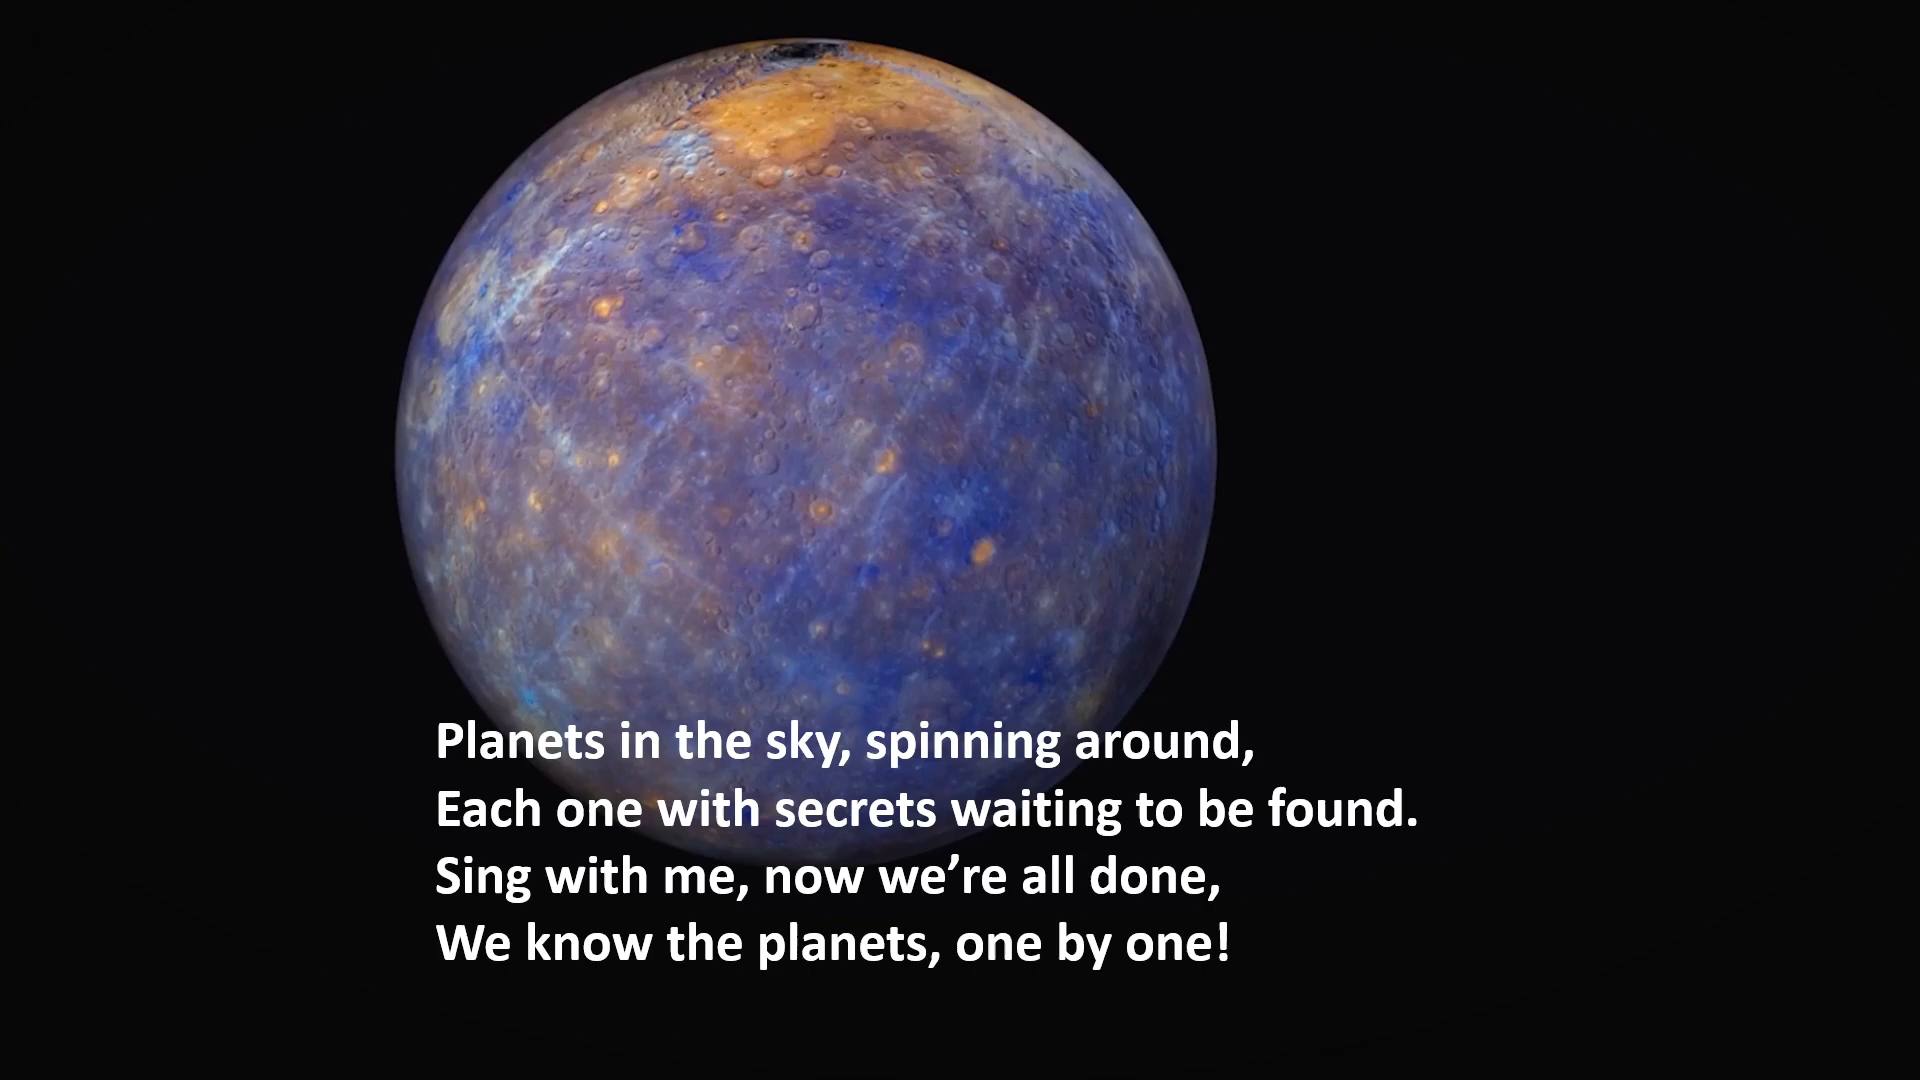 Planets in the sky, spinning around,
Each one with secrets waiting to be found.
Sing with me, now we’re all done,
We know the planets, one by one!